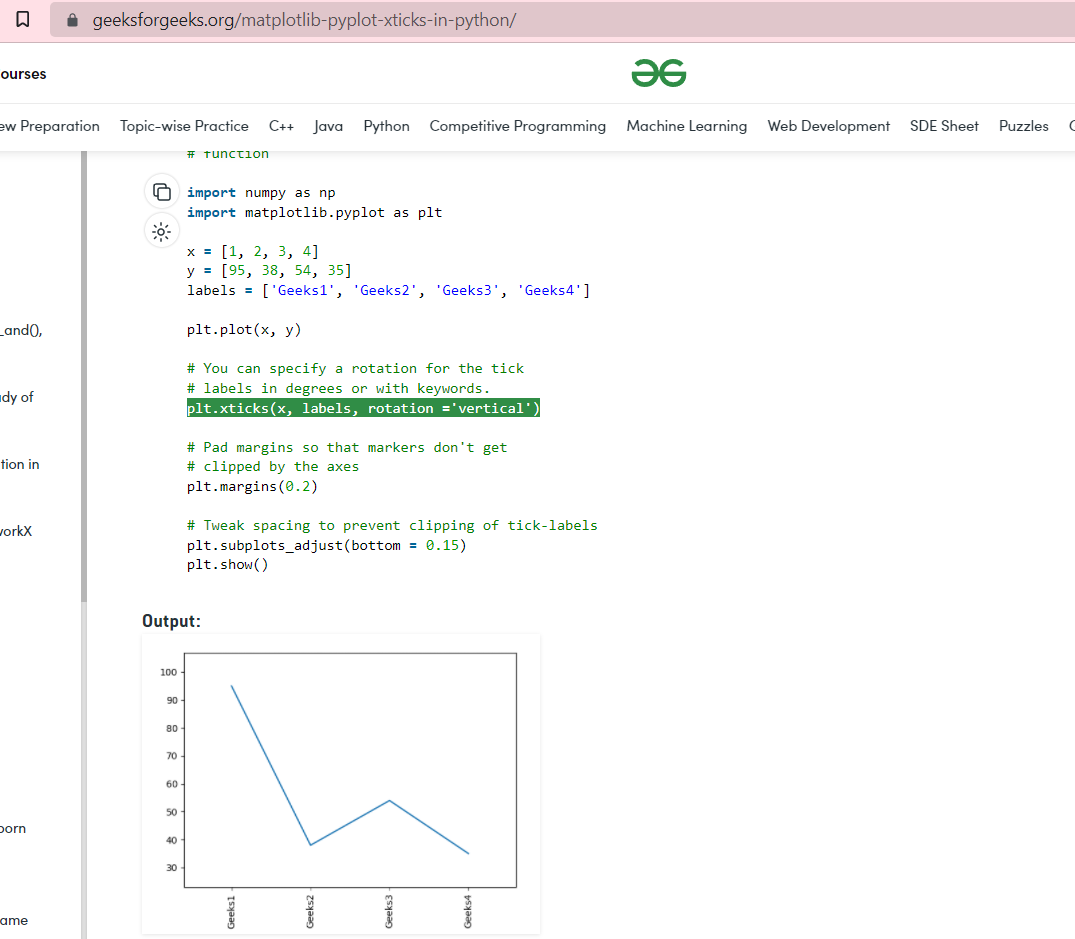 geeksforgeeks.org/matplotlib-pyplot-xticks-in-python/
ourses
ew Preparation Topic-wise Practice C++ Java Python Competitive Programming Machine Learning Web Development SDE Sheet Puzzles
# function
import numpy as np
import matplotlib.pyplot as plt
x = [1, 2, 3, 4]
y = [95, 38, 54, 35]
labels = ['Geeks1', 'Geeks2', 'Geeks3', 'Geeks4']
plt.plot(x, y)
# You can specify a rotation for the tick
# labels in degrees or with keywords.
plt.xticks(x, labels, rotation ='vertical')
# Pad margins so that markers don't get
# clipped by the axes
plt.margins(0.2)
# Tweak spacing to prevent clipping of tick-labels
plt.subplots_adjust(bottom = 0.15)
plt.show()
_and(),
dy of
tion in
workX
orn
ame
Output:
100
90
80
70
60
50
40
30
Geeks1 Geeks2 Geeks3 Geeks4